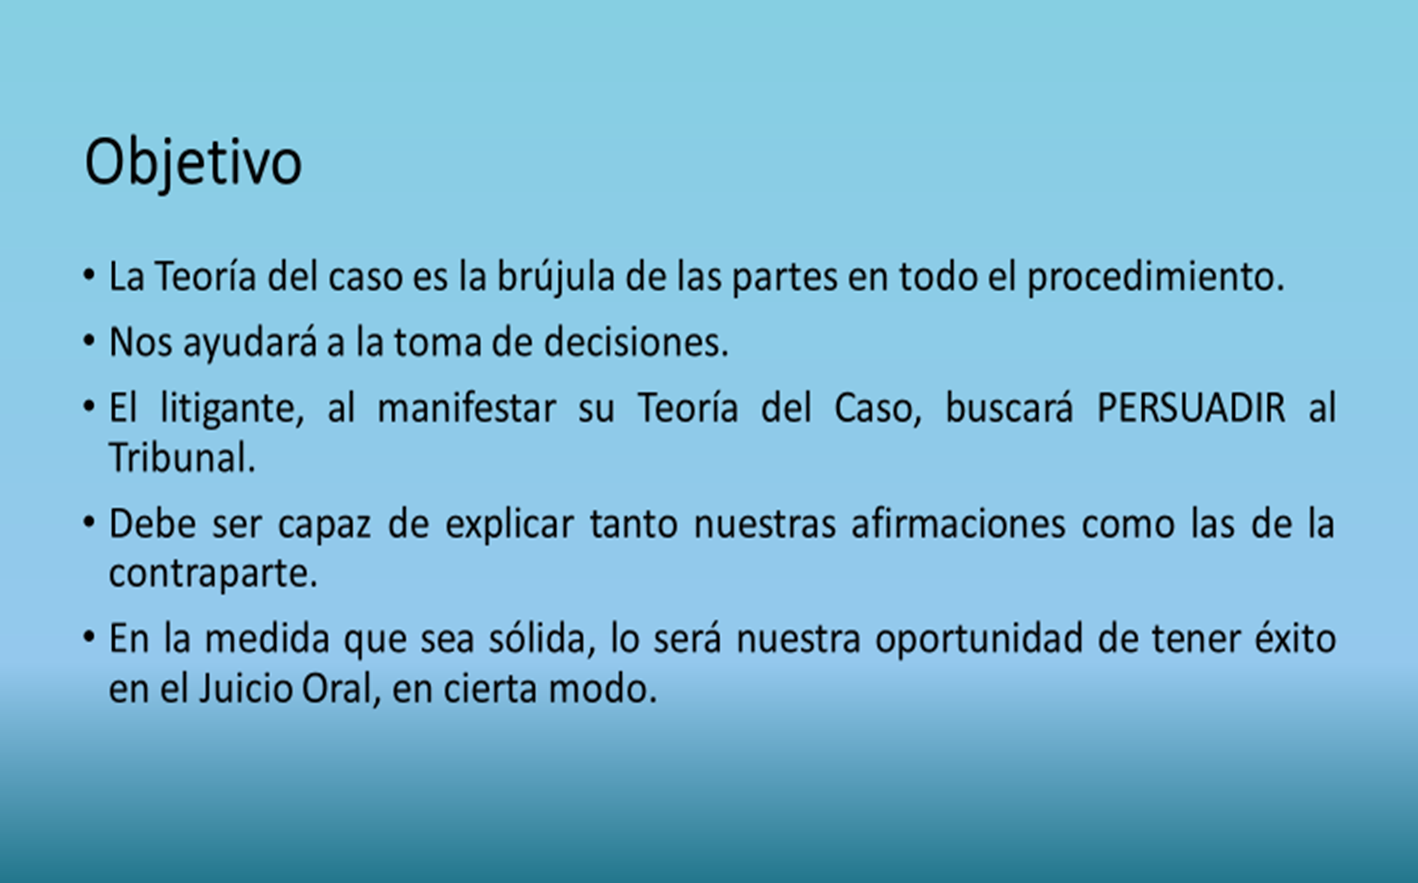 Objetivo
• La Teoría del caso es la brújula de las partes en todo el procedimiento.
• Nos ayudará a la toma de decisiones.
• El litigante, al manifestar su Teoría del Caso, buscará PERSUADIR al
Tribunal.
• Debe ser capaz de explicar tanto nuestras afirmaciones como las de la
contraparte.
• En la medida que sea sólida, lo será nuestra oportunidad de tener éxito
en el Juicio Oral, en cierta modo.